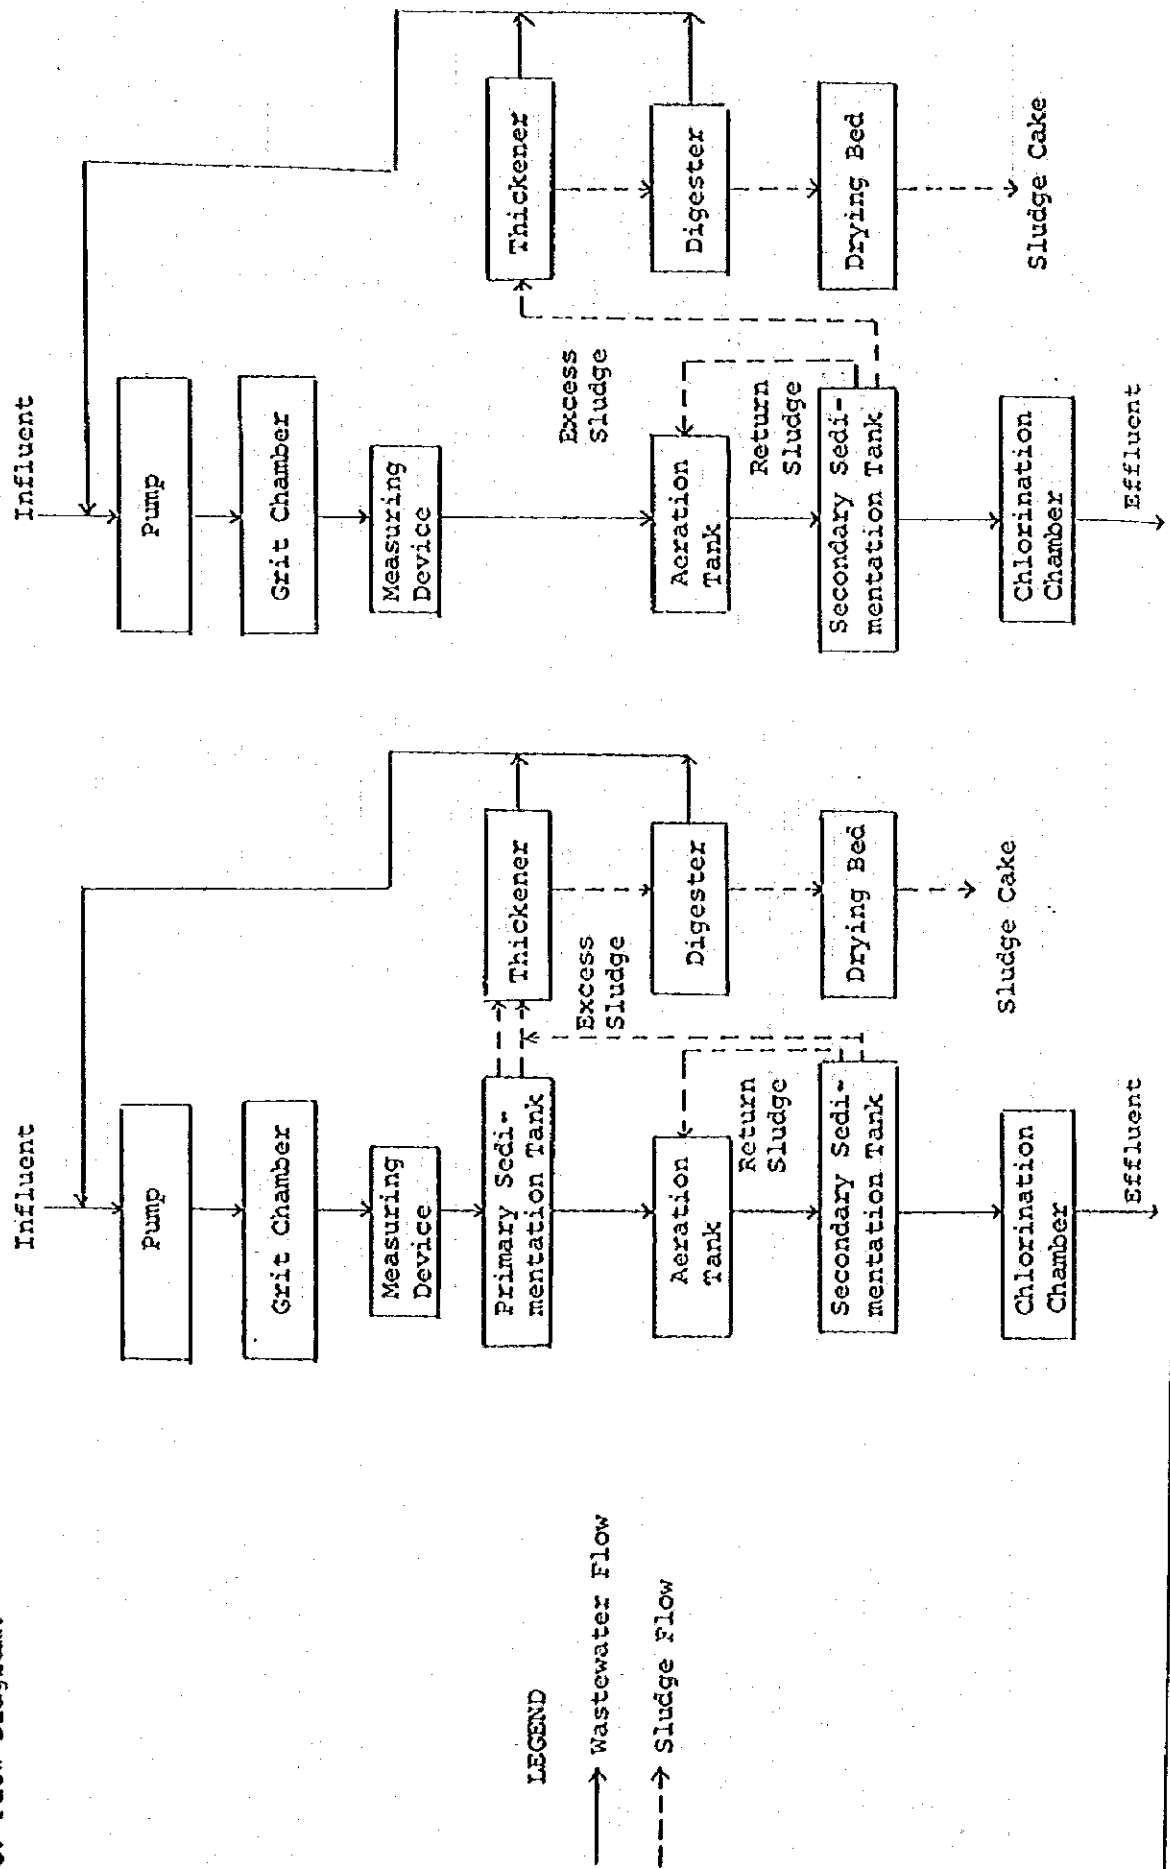 Flow Diagram
LEGEND
Wastewater Flow
Sludge Flow
Influent
Pump
Grit Chamber
Measuring
Device
Primary Sedi-
mentation Tank
Thickener
Excess
Sludge
Aeration
Tank
Digester
Return
Sludge
Secondary Sedi-
mentation Tank
Drying Bed
Sludge Cake
Chlorination
Chamber
Effluent
Influent
Pump
Grit Chamber
Measuring
Device
Thickener
Excess
Sludge
Aeration
Tank
Digester
Return
Sludge
Secondary Sedi-
mentation Tank
Drying Bed
Sludge Cake
Chlorination
Chamber
Effluent